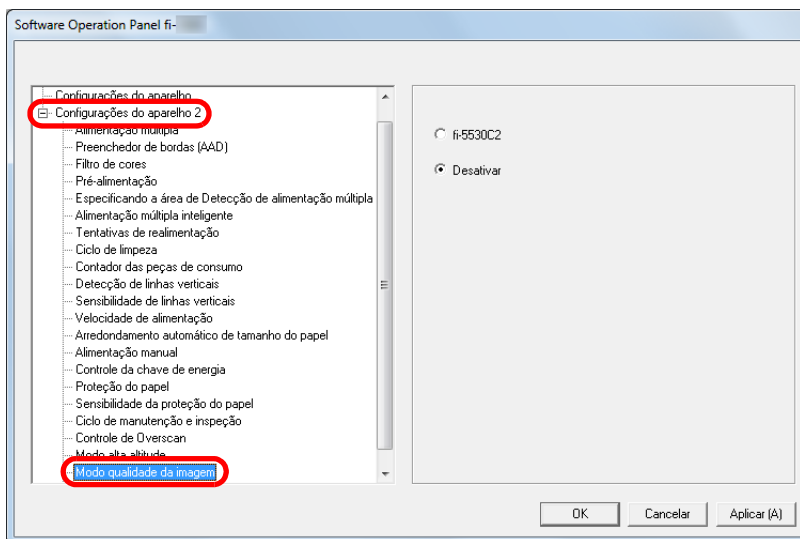 Software Operation Panel fi-
Configurações do aparelho
Configurações do aparelho 2
Alimentação múltipla
Preenchedor de bordas (AAD)
Filtro de cores
Pré-alimentação
Especificando a área de Detecção de alimentação múltipla
Alimentação múltipla inteligente
Tentativas de realimentação
Ciclo de limpeza
Contador das peças de consumo
Detecção de linhas verticais
Sensibilidade de linhas verticais
Velocidade de alimentação
Arredondamento automático de tamanho do papel
Alimentação manual
Controle da chave de energia
Proteção do papel
Sensibilidade da proteção do papel
Ciclo de manutenção e inspeção
Controle de Overscan
Modo alta altitude
Modo qualidade da imagem
fi-5530C2
Desativar
OK
Cancelar
Aplicar (A)